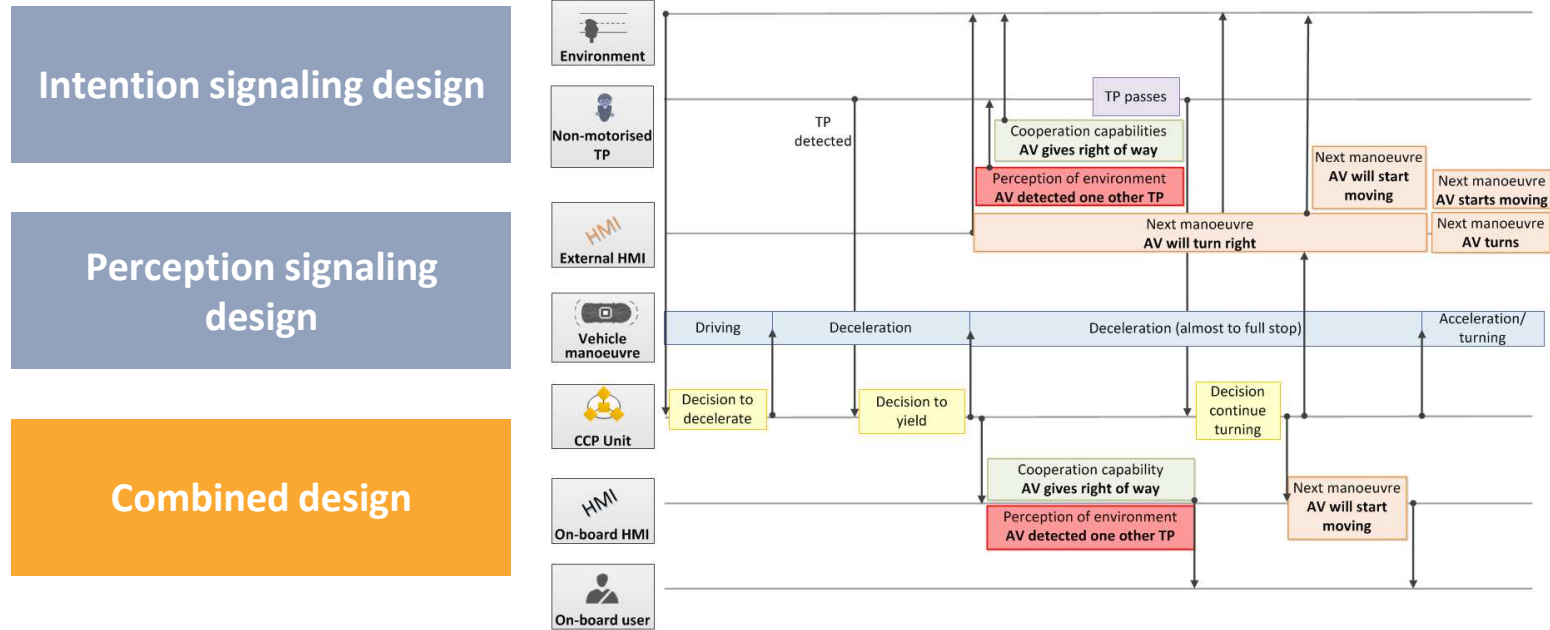 Intention signaling design
Perception signaling
design
Combined design
Environment
TP passes
Non-motorised
TP
TP
detected
Cooperation capabilities
AV gives right of way
Perception of environment
AV detected one other TP
Next manoeuvre
AV will start
moving
Next manoeuvre
AV starts moving
HMI
External HMI
Next manoeuvre
AV will turn right
Next manoeuvre
AV turns
Vehicle
manoeuvre
Driving
Deceleration
Deceleration (almost to full stop)
Acceleration/
turning
CCP Unit
Decision to
decelerate
Decision to
yield
Decision
continue
turning
HMI
On-board HMI
Cooperation capability
AV gives right of way
Perception of environment
AV detected one other TP
Next manoeuvre
AV will start
moving
On-board user